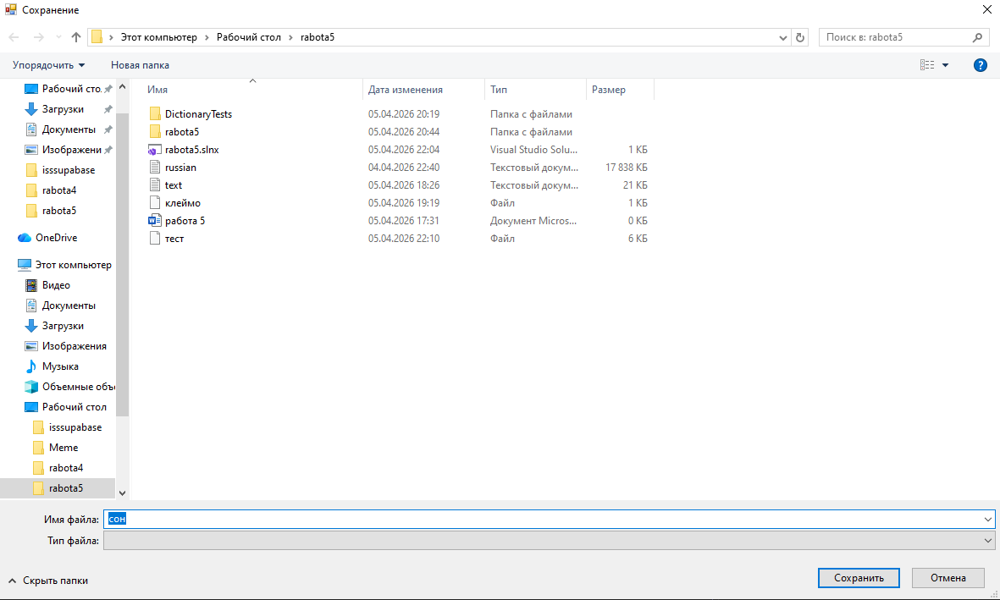 Сохранение
Этот компьютер Рабочий стол rabota5
Поиск в: rabota5
Упорядочить Новая папка
Имя Дата изменения Тип Размер
DictionaryTests 05.04.2026 20:19 Папка с файлами
rabota5 05.04.2026 20:44 Папка с файлами
rabota5.slnx 05.04.2026 22:04 Visual Studio Solu... 1 КБ
russian 04.04.2026 22:40 Текстовый докум... 17 838 КБ
text 05.04.2026 18:26 Текстовый докум... 21 КБ
клеймо 05.04.2026 19:19 Файл 1 КБ
работа 5 05.04.2026 17:31 Документ Micros... 0 КБ
тест 05.04.2026 22:10 Файл 6 КБ
Рабочий сто
Загрузки
Документы
Изображени
isssupabase
rabota4
rabota5
OneDrive
Этот компьютер
Видео
Документы
Загрузки
Изображения
Музыка
Объемные объ
Рабочий стол
isssupabase
Meme
rabota4
rabota5
Имя файла: сон
Тип файла:
Скрыть папки
Сохранить Отмена